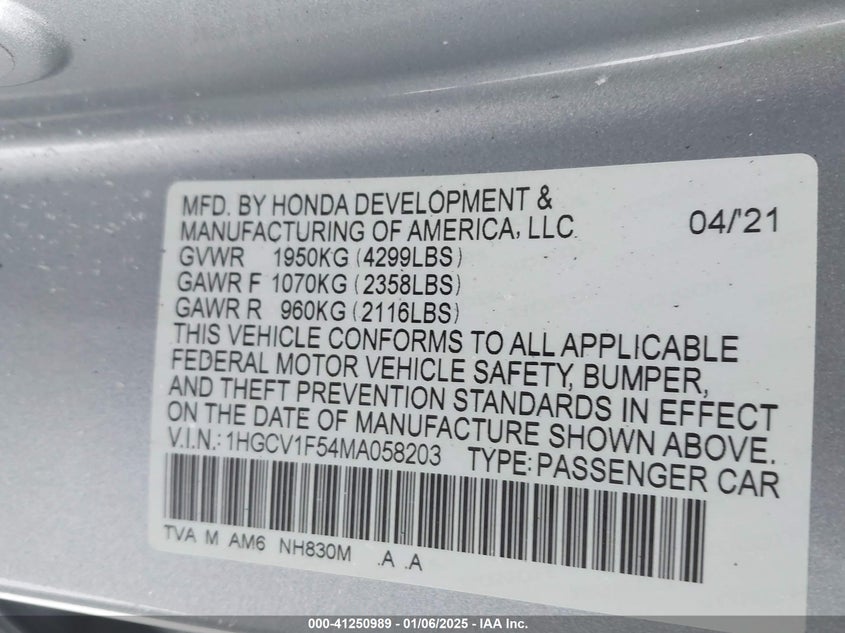 MFD. BY HONDA DEVELOPMENT &
MANUFACTURING OF AMERICA, LLC 04/'21
GVWR 1950KG (4299LBS)
GAWR F 1070KG (2358LBS)
GAWR R 960KG (2116LBS)
THIS VEHICLE CONFORMS TO ALL APPLICABLE
FEDERAL MOTOR VEHICLE SAFETY, BUMPER,
AND THEFT PREVENTION STANDARDS IN EFFECT
ON THE DATE OF MANUFACTURE SHOWN ABOVE.
V.I.N.: 1HGCV1F54MA058203 TYPE: PASSENGER CAR
TVA M AM6 NH830M .A .A
000-41250989 - 01/06/2025 - IAA Inc.